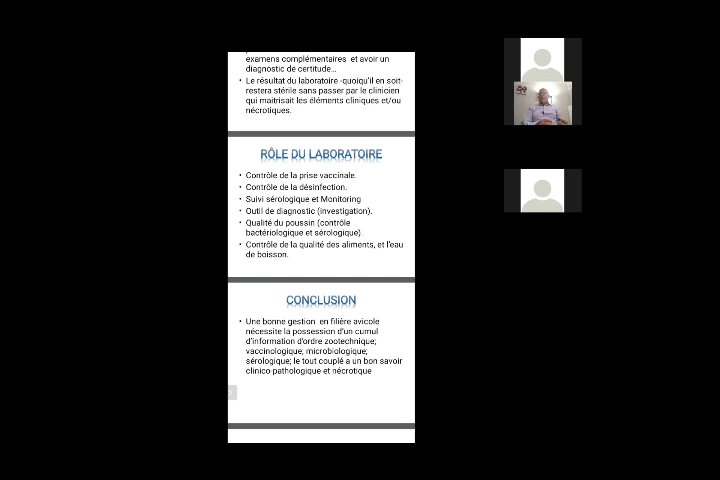 examens complémentaires et avoir un
diagnostic de certitude...
• Le résultat du laboratoire -quoiqu'il en soit-
restera stérile sans passer par le clinicien
qui maitrisait les éléments cliniques et/ou
nécrotiques.
RÔLE DU LABORATOIRE
• Contrôle de la prise vaccinale.
• Contrôle de la désinfection.
• Suivi sérologique et Monitoring
• Outil de diagnostic (investigation).
• Qualité du poussin (contrôle
bactériologique et sérologique).
• Contrôle de la qualité des aliments, et l'eau
de boisson.
CONCLUSION
• Une bonne gestion en filière avicole
nécessite la possession d'un cumul
d'information d'ordre zootechnique;
vaccinologique; microbiologique;
sérologique; le tout couplé a un bon savoir
clinico-pathologique et nécrotique